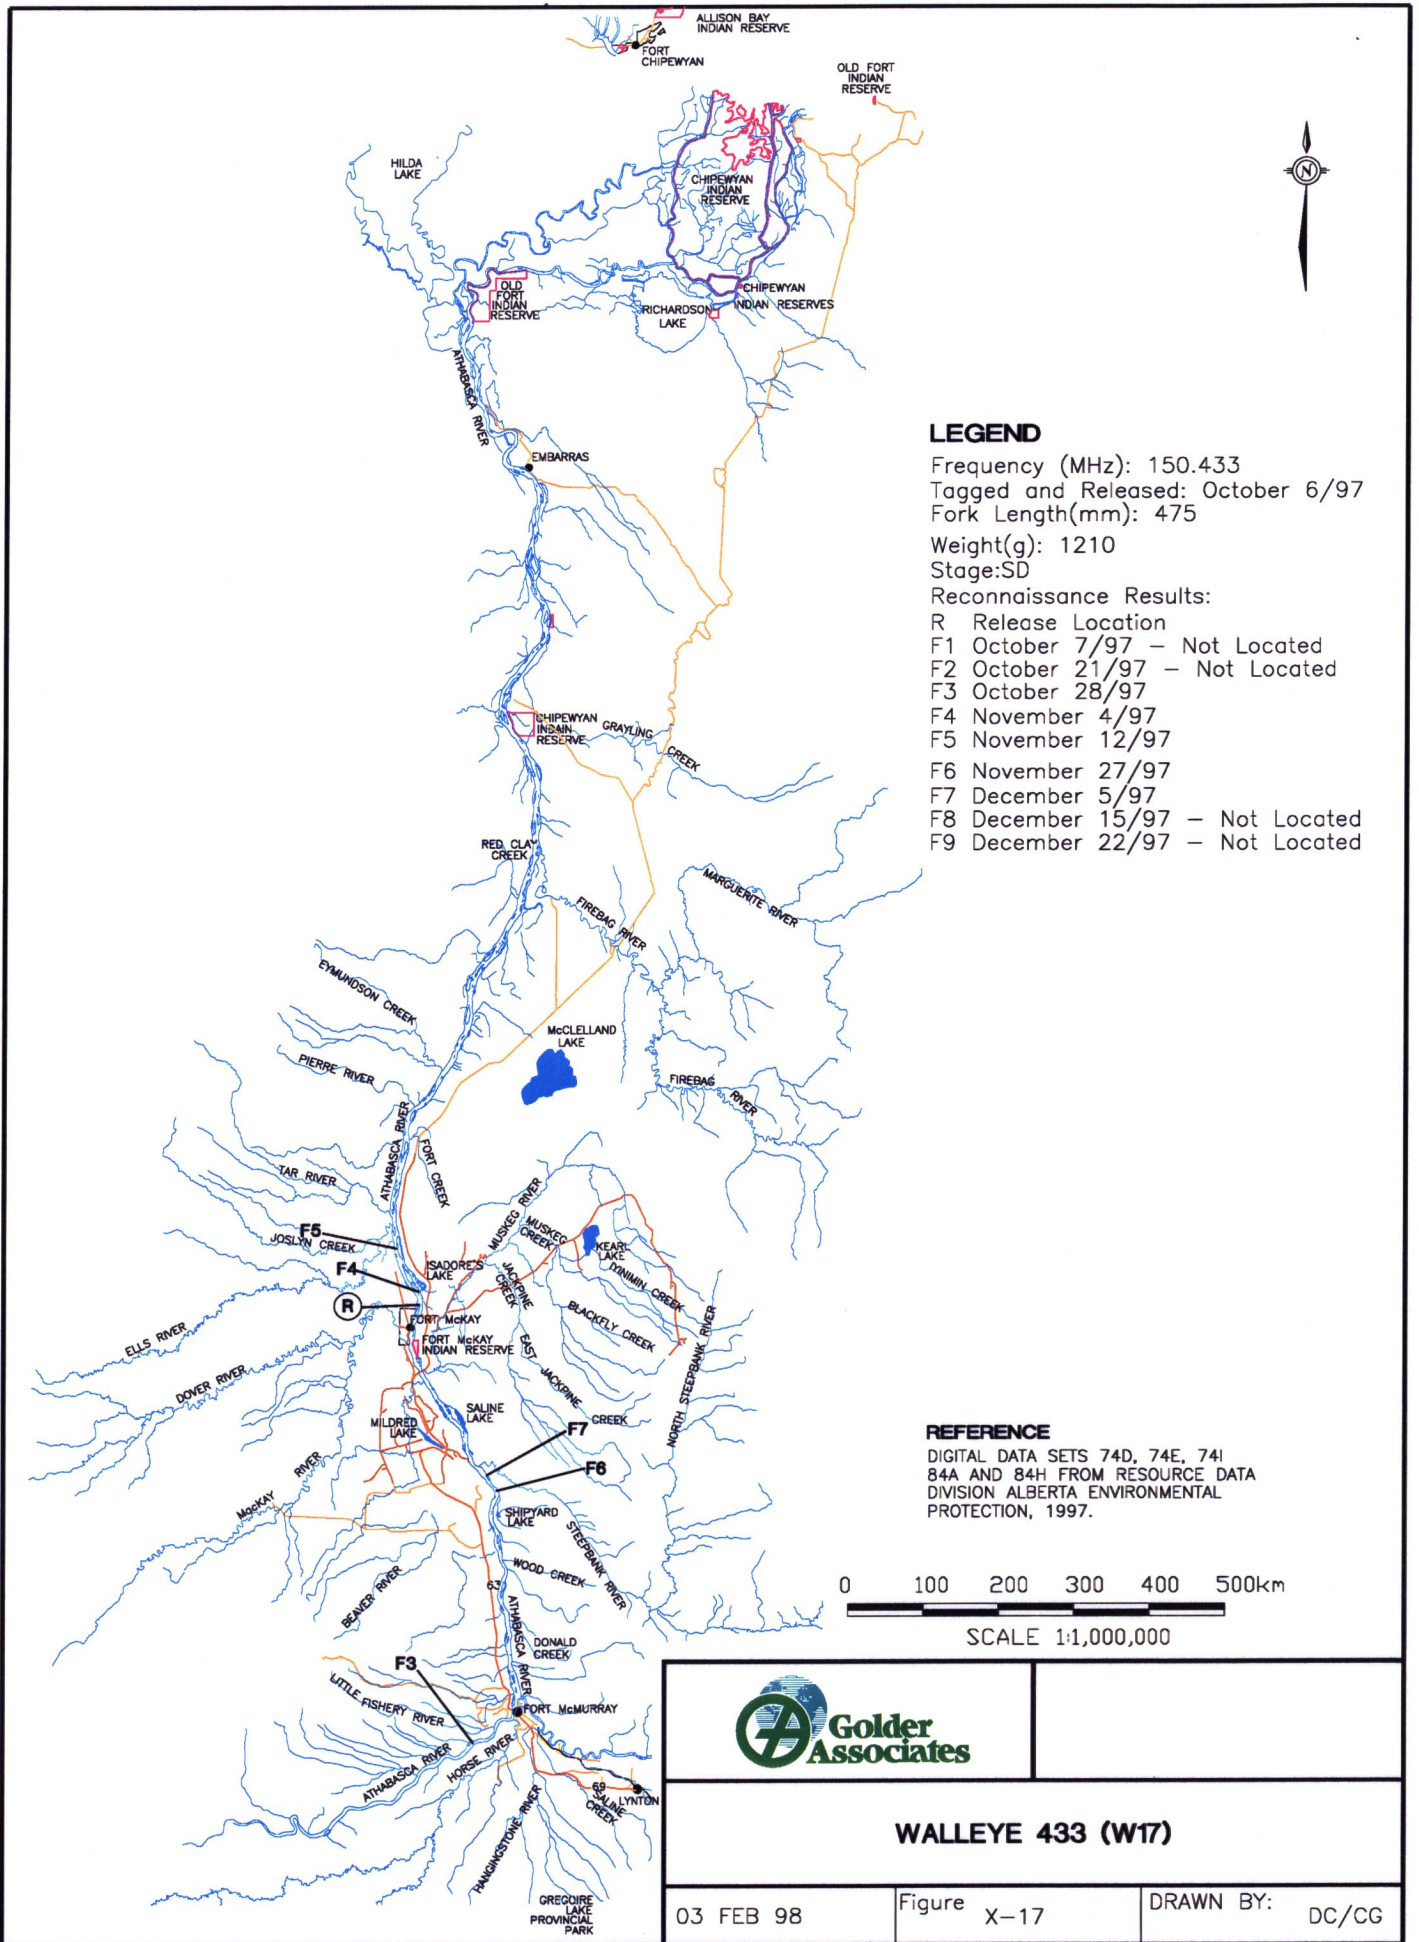 ALLISON BAY
INDIAN RESERVE
FORT
CHIPEWYAN
OLD FORT
INDIAN
RESERVE
N
HILDA
LAKE
CHIPEWYAN
INDIAN
RESERVE
OLD
FORT
INDIAN
RESERVE
CHIPEWYAN
INDIAN RESERVES
RICHARDSON
LAKE
ATHABASCA RIVER
EMBARRAS
LEGEND
Frequency (MHz): 150.433
Tagged and Released: October 6/97
Fork Length(mm): 475
Weight(g): 1210
Stage:SD
Reconnaissance Results:
R Release Location
F1 October 7/97 – Not Located
F2 October 21/97 – Not Located
F3 October 28/97
F4 November 4/97
F5 November 12/97
F6 November 27/97
F7 December 5/97
F8 December 15/97 – Not Located
F9 December 22/97 – Not Located
CHIPEWYAN
INDAIN
RESERVE
GRAYLING
CREEK
RED CLAY
CREEK
MARGUERITE RIVER
FIREBAG RIVER
EYMUNDSON CREEK
McCLELLAND
LAKE
PIERRE RIVER
FIREBAG
RIVER
ATHABASCA RIVER
FORT CREEK
TAR RIVER
MUSKEG RIVER
MUSKEG
CREEK
F5
JOSLYN CREEK
KEARL
LAKE
F4
ISADORE'S
LAKE
JACKPINE
CREEK
IYINIMIN CREEK
R
BLACKFLY CREEK
FORT McKAY
FORT McKAY
INDIAN RESERVE
ELLS RIVER
EAST JACKPINE
CREEK
NORTH STEEPBANK RIVER
DOVER RIVER
SALINE
LAKE
MILDRED
LAKE
F7
F6
RIVER
MacKAY
SHIPYARD
LAKE
STEEPBANK RIVER
WOOD CREEK
63
BEAVER RIVER
ATHABASCA RIVER
DONALD
CREEK
F3
LITTLE FISHERY RIVER
FORT McMURRAY
ATHABASCA RIVER
HORSE RIVER
69
SALINE
CREEK
LYNTON
HANGINGSTONE RIVER
GREGOIRE
LAKE
PROVINCIAL
PARK
REFERENCE
DIGITAL DATA SETS 74D, 74E, 74I
84A AND 84H FROM RESOURCE DATA
DIVISION ALBERTA ENVIRONMENTAL
PROTECTION, 1997.
0 100 200 300 400 500km
SCALE 1:1,000,000
Golder
Associates
WALLEYE 433 (W17)
03 FEB 98
Figure X-17
DRAWN BY: DC/CG